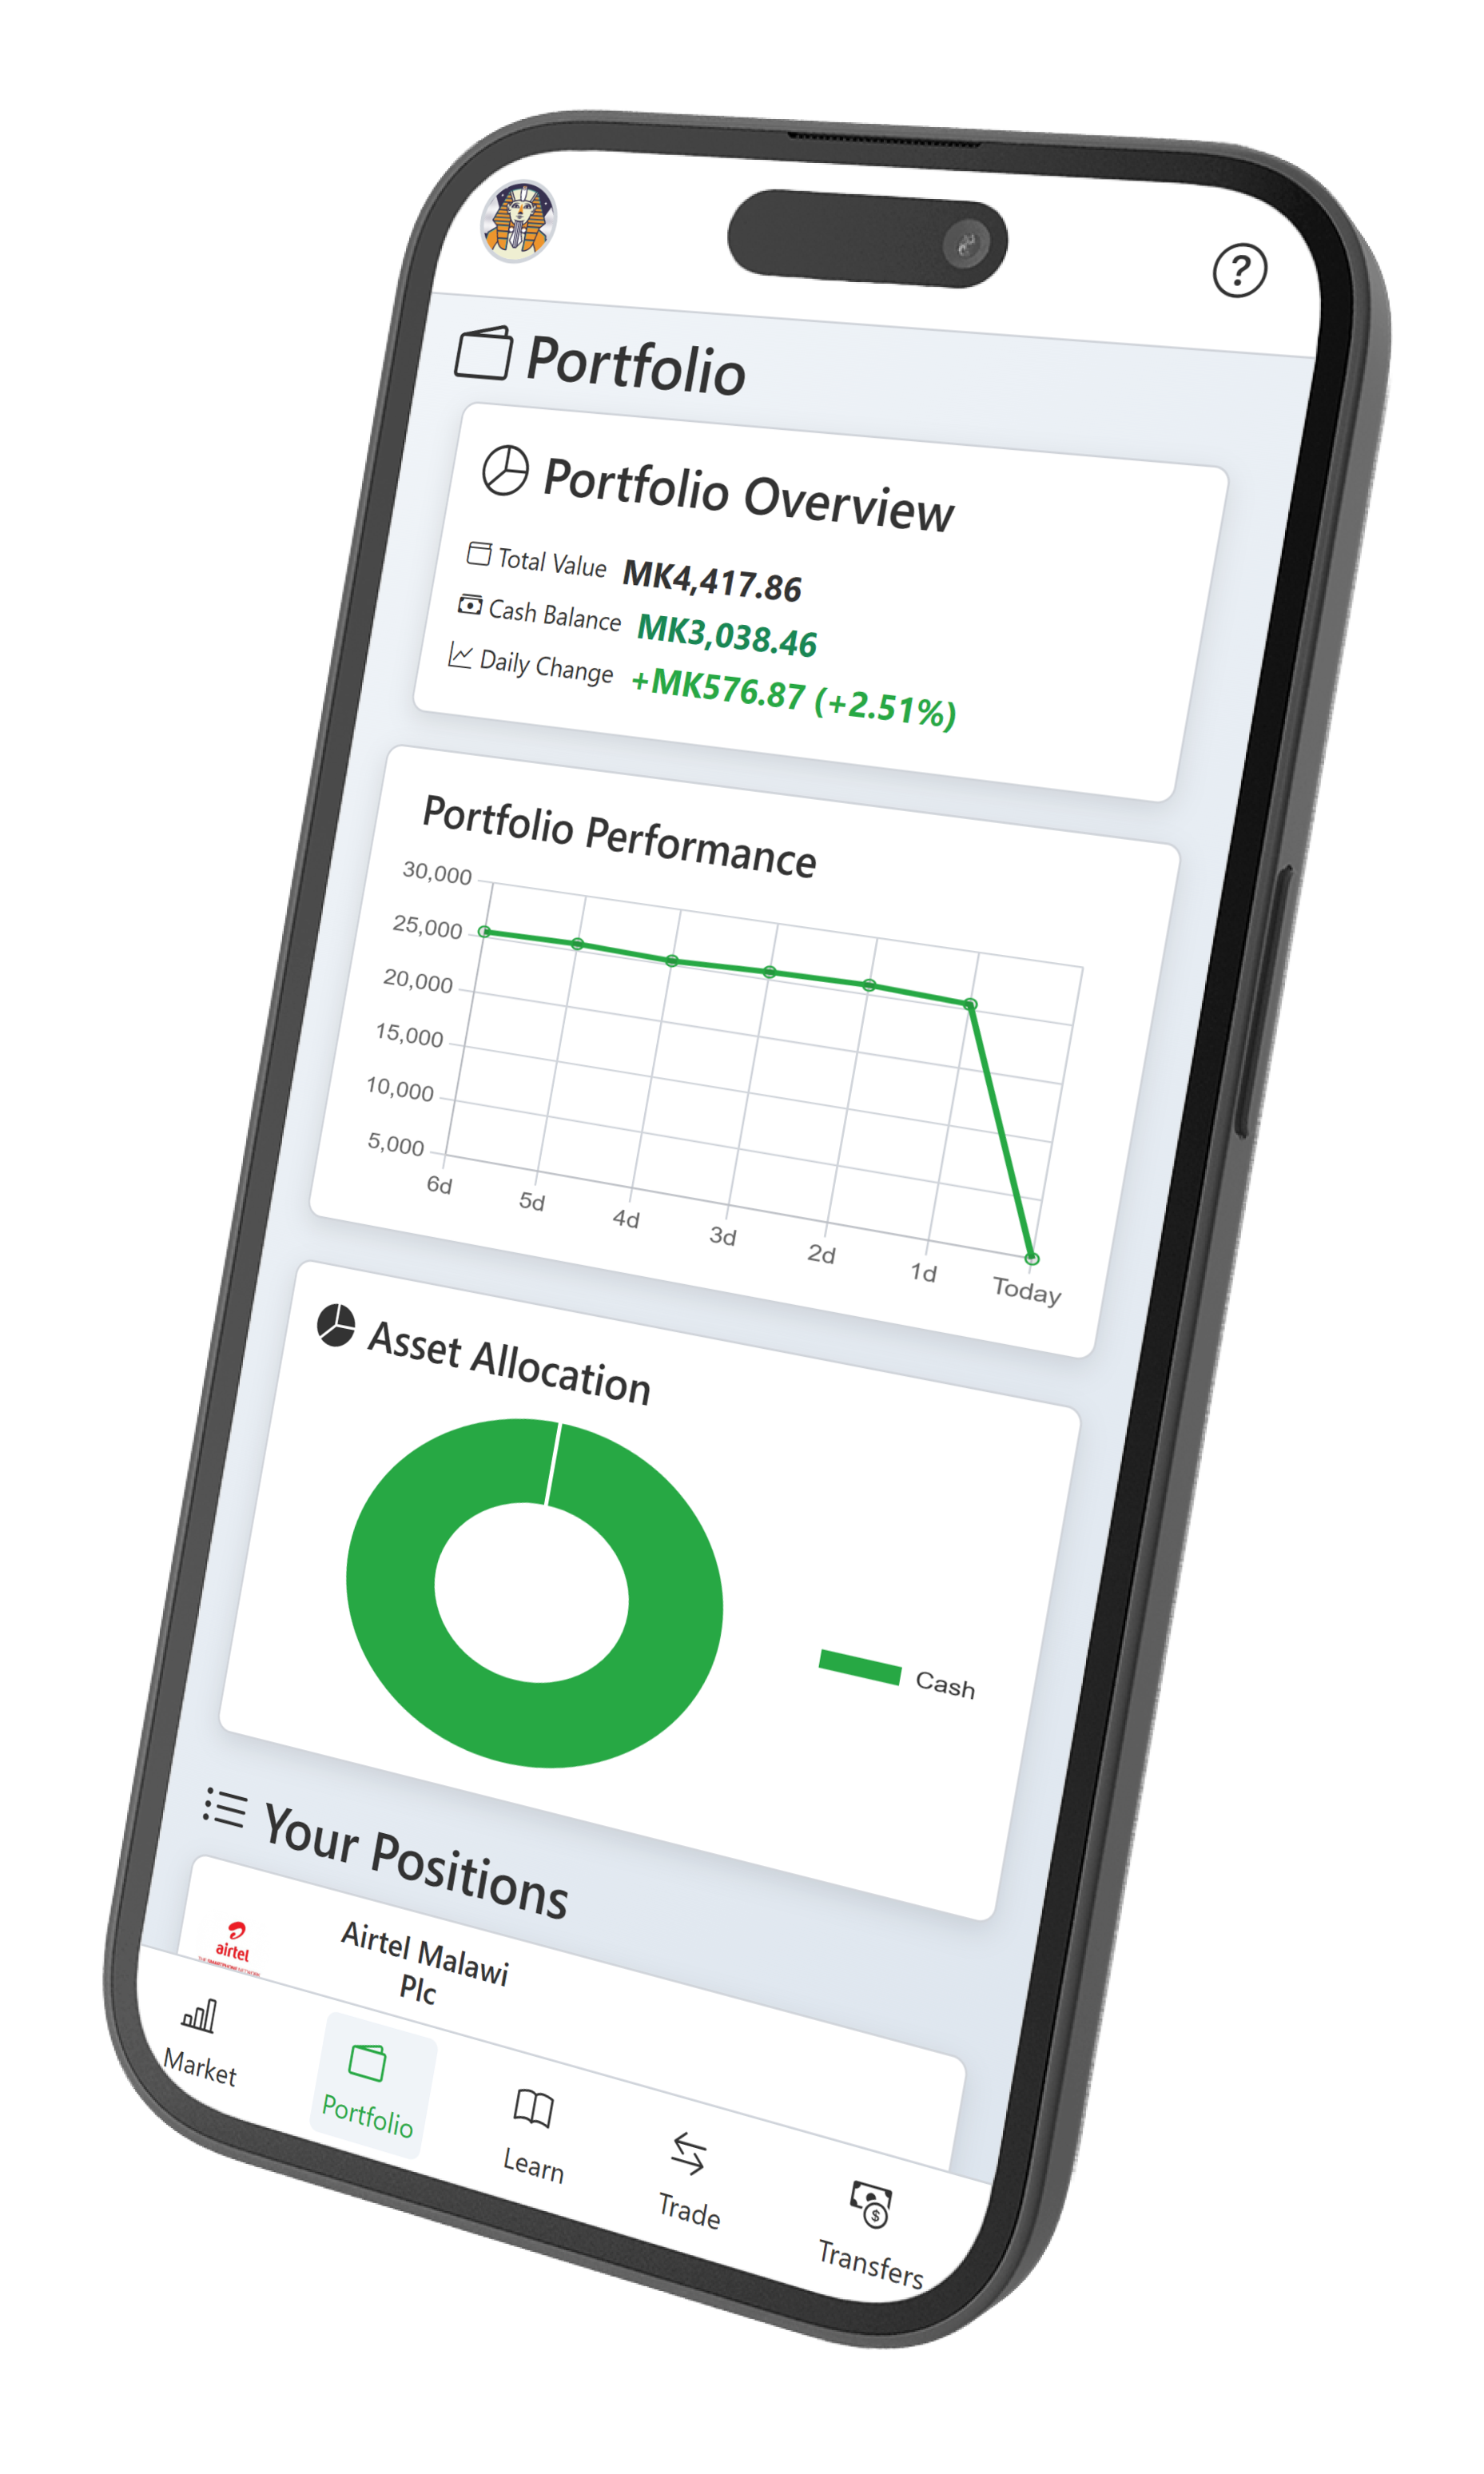 ?
Portfolio
Portfolio Overview
Total Value MK4,417.86
Cash Balance MK3,038.46
Daily Change +MK576.87 (+2.51%)
Portfolio Performance
30,000
25,000
20,000
15,000
10,000
5,000
6d 5d 4d 3d 2d 1d Today
Asset Allocation
Cash
Your Positions
airtel
Airtel Malawi
Plc
Market Portfolio Learn Trade $ Transfers